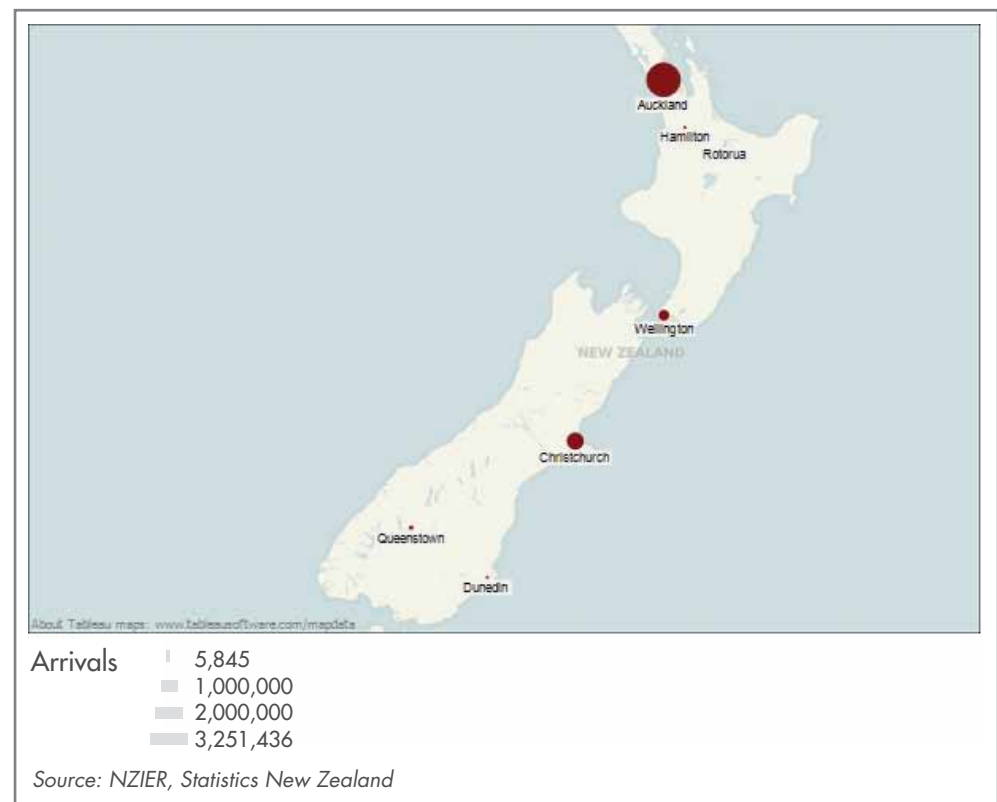 Auckland
Hamilton
Rotorua
Wellington
NEW ZEALAND
Christchurch
Queenstown
Dunedin
About Tableau maps: www.tableausoftware.com/mapdata
Arrivals
5,845
1,000,000
2,000,000
3,251,436
Source: NZIER, Statistics New Zealand